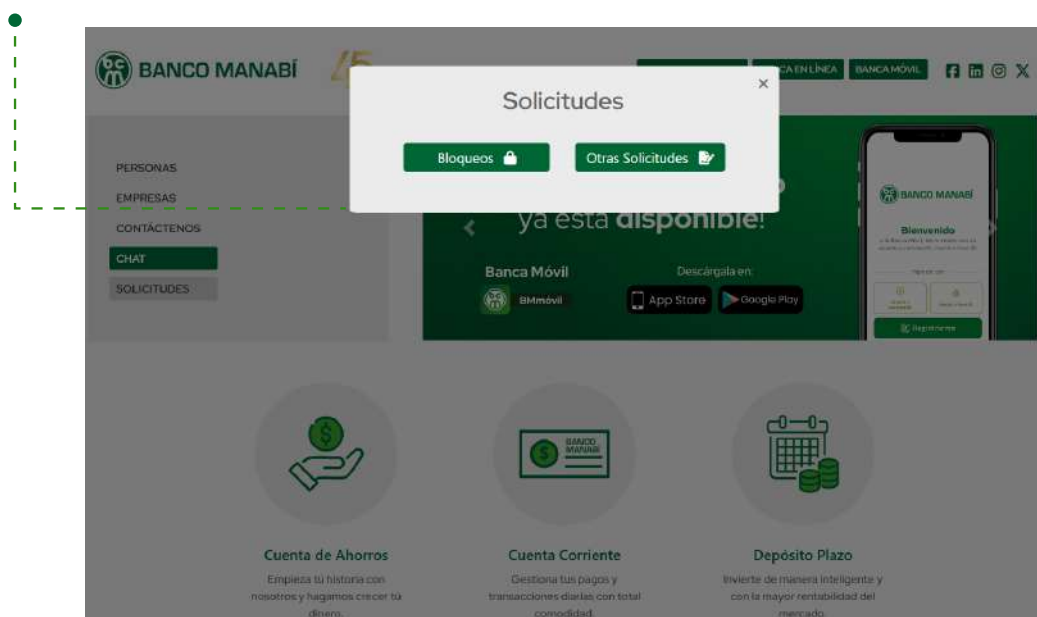 BANCO MANABÍ
BANCA MÓVIL
Solicitudes
Bloqueos
Otras Solicitudes
PERSONAS
EMPRESAS
CONTÁCTENOS
CHAT
SOLICITUDES
ya está disponible!
Banca Móvil
BMmóvil
Descárgala en:
App Store
Google Play
BANCO MANABÍ
Bienvenido
Registrarme
BANCO
MANABÍ
Cuenta de Ahorros
Empieza tu historia con
nosotros y hagamos crecer tu
dinero.
Cuenta Corriente
Gestiona tus pagos y
transacciones diarias con total
comodidad.
Depósito Plazo
Invierte de manera inteligente y
con la mayor rentabilidad del
mercado.